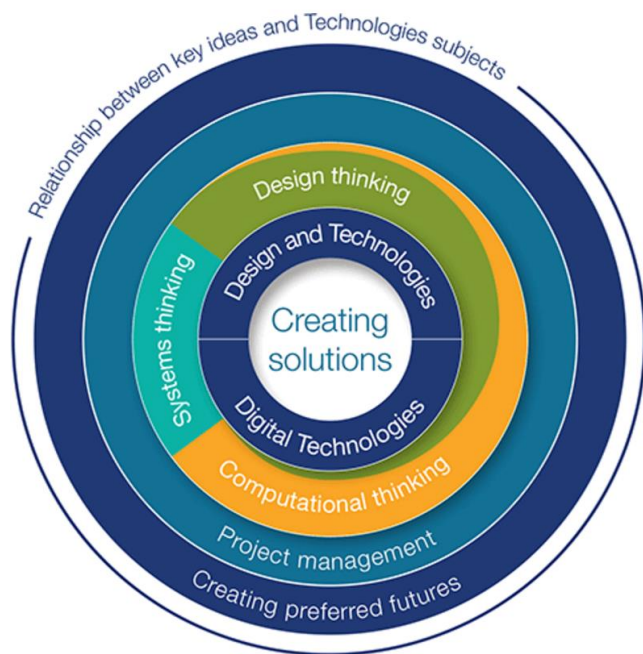 Relationship between key ideas and Technologies subjects
Design thinking
Design and Technologies
Systems thinking
Creating
solutions
Digital Technologies
Computational thinking
Project management
Creating preferred futures